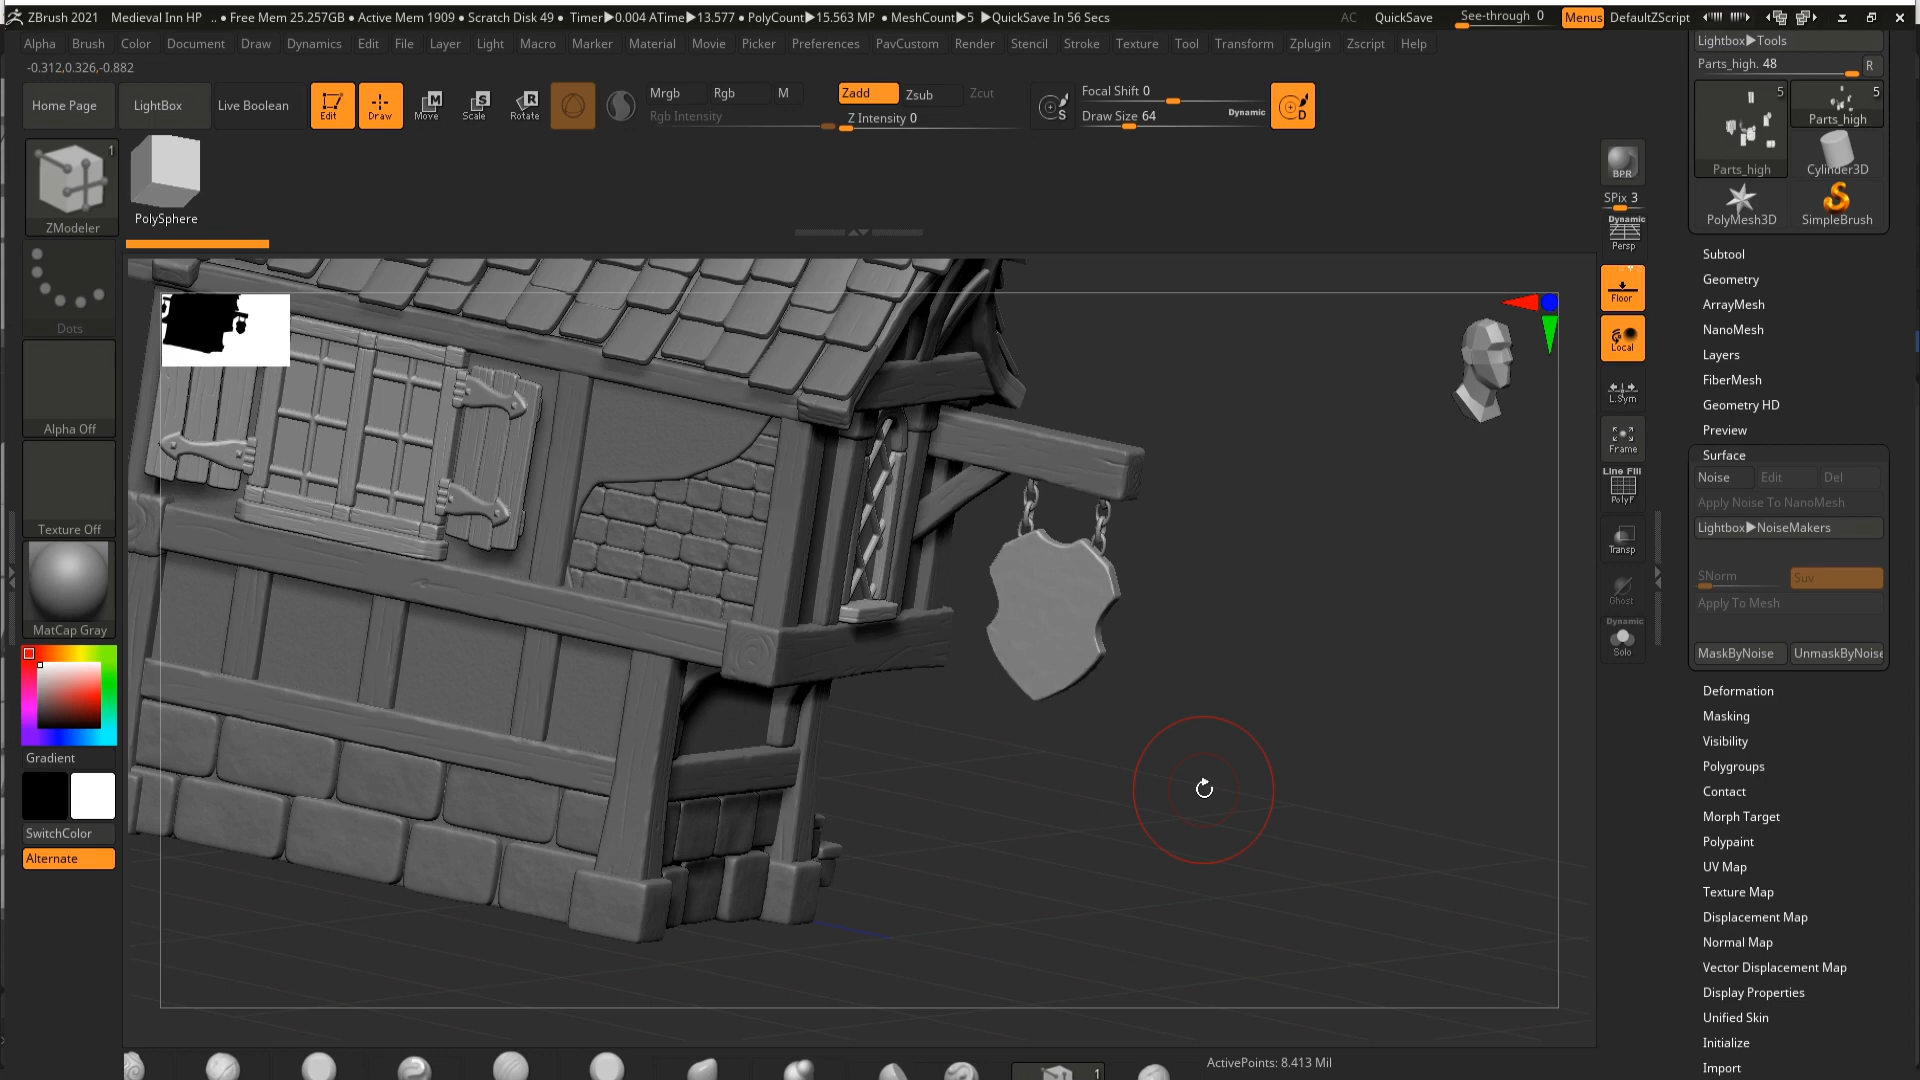 ZBrush 2021 Medieval Inn HP .. ● Free Mem 25.257GB ● Active Mem 1909 ● Scratch Disk 49 ● Timer▶0.004 ATime▶13.577 ● PolyCount▶15.563 MP ● MeshCount▶5 ▶QuickSave In 56 Secs AC QuickSave See-through 0 Menus DefaultZScript
Alpha Brush Color Document Draw Dynamics Edit File Layer Light Macro Marker Material Movie Picker Preferences PavCustom Render Stencil Stroke Texture Tool Transform Zplugin Zscript Help
-0.312,0.326,-0.882
Home Page LightBox Live Boolean Edit Draw Move Scale Rotate
Mrgb Rgb M
Rgb Intensity
Zadd Zsub Zcut
Z Intensity 0
Focal Shift 0
Draw Size 64 Dynamic
ZModeler 1
PolySphere
Dots
Alpha Off
Texture Off
MatCap Gray
Gradient
SwitchColor
Alternate
BPR
SPix 3
Dynamic
Persp
Floor
Local
L.Sym
Frame
Line Fill
PolyF
Transp
Ghost
Dynamic
Solo
Lightbox▶Tools
Parts_high. 48 R
5 5
Parts_high
Parts_high Cylinder3D
PolyMesh3D SimpleBrush
Subtool
Geometry
ArrayMesh
NanoMesh
Layers
FiberMesh
Geometry HD
Preview
Surface
Noise Edit Del
Apply Noise To NanoMesh
Lightbox▶NoiseMakers
SNorm Suv
Apply To Mesh
MaskByNoise UnmaskByNoise
Deformation
Masking
Visibility
Polygroups
Contact
Morph Target
Polypaint
UV Map
Texture Map
Displacement Map
Normal Map
Vector Displacement Map
Display Properties
Unified Skin
Initialize
Import
1
ActivePoints: 8.413 Mil